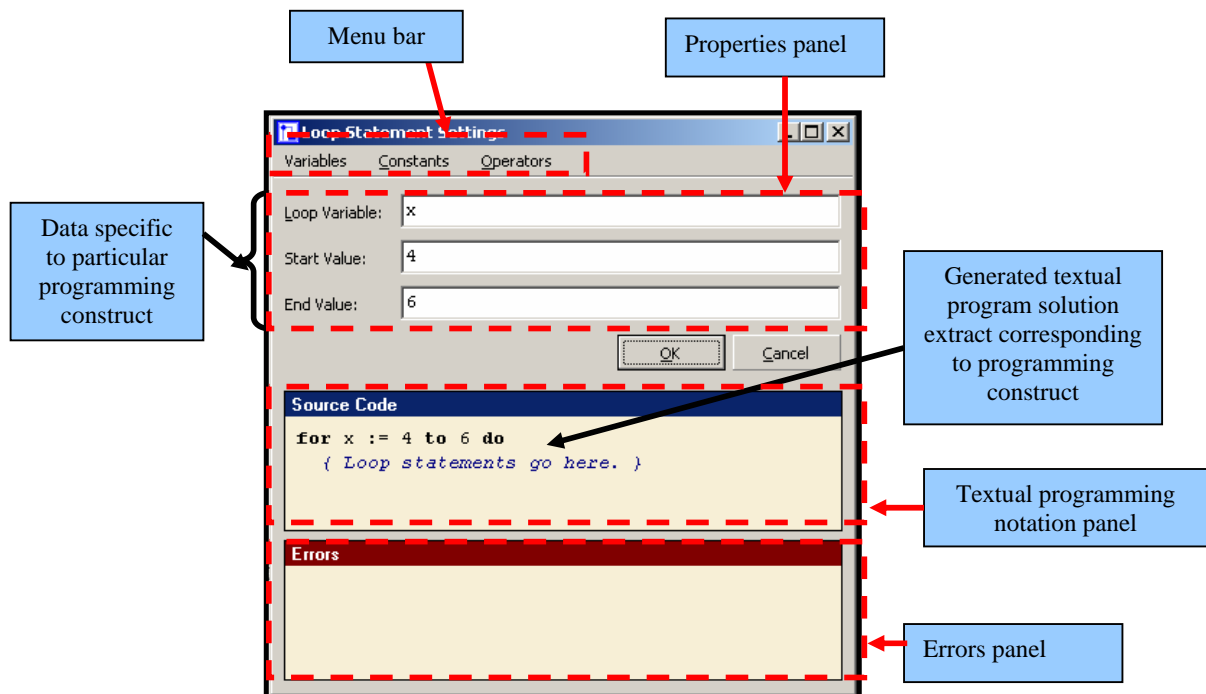 Menu bar
Properties panel
Loop Statement Settings
Variables Constants Operators
Loop Variable: x
Start Value: 4
End Value: 6
OK Cancel
Data specific
to particular
programming
construct
Generated textual
program solution
extract corresponding
to programming
construct
Source Code
for x := 4 to 6 do
{ Loop statements go here. }
Textual programming
notation panel
Errors
Errors panel